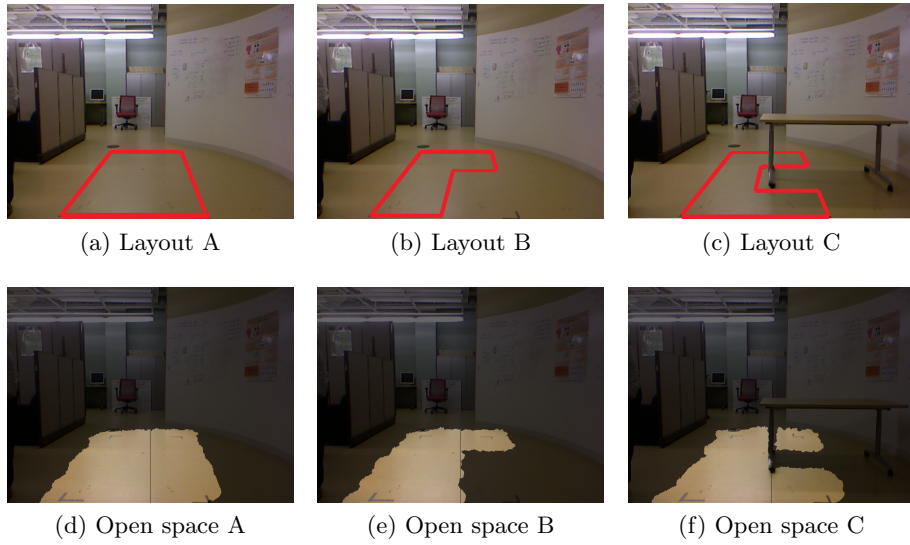 (a) Layout A
(b) Layout B
(c) Layout C
(d) Open space A
(e) Open space B
(f) Open space C